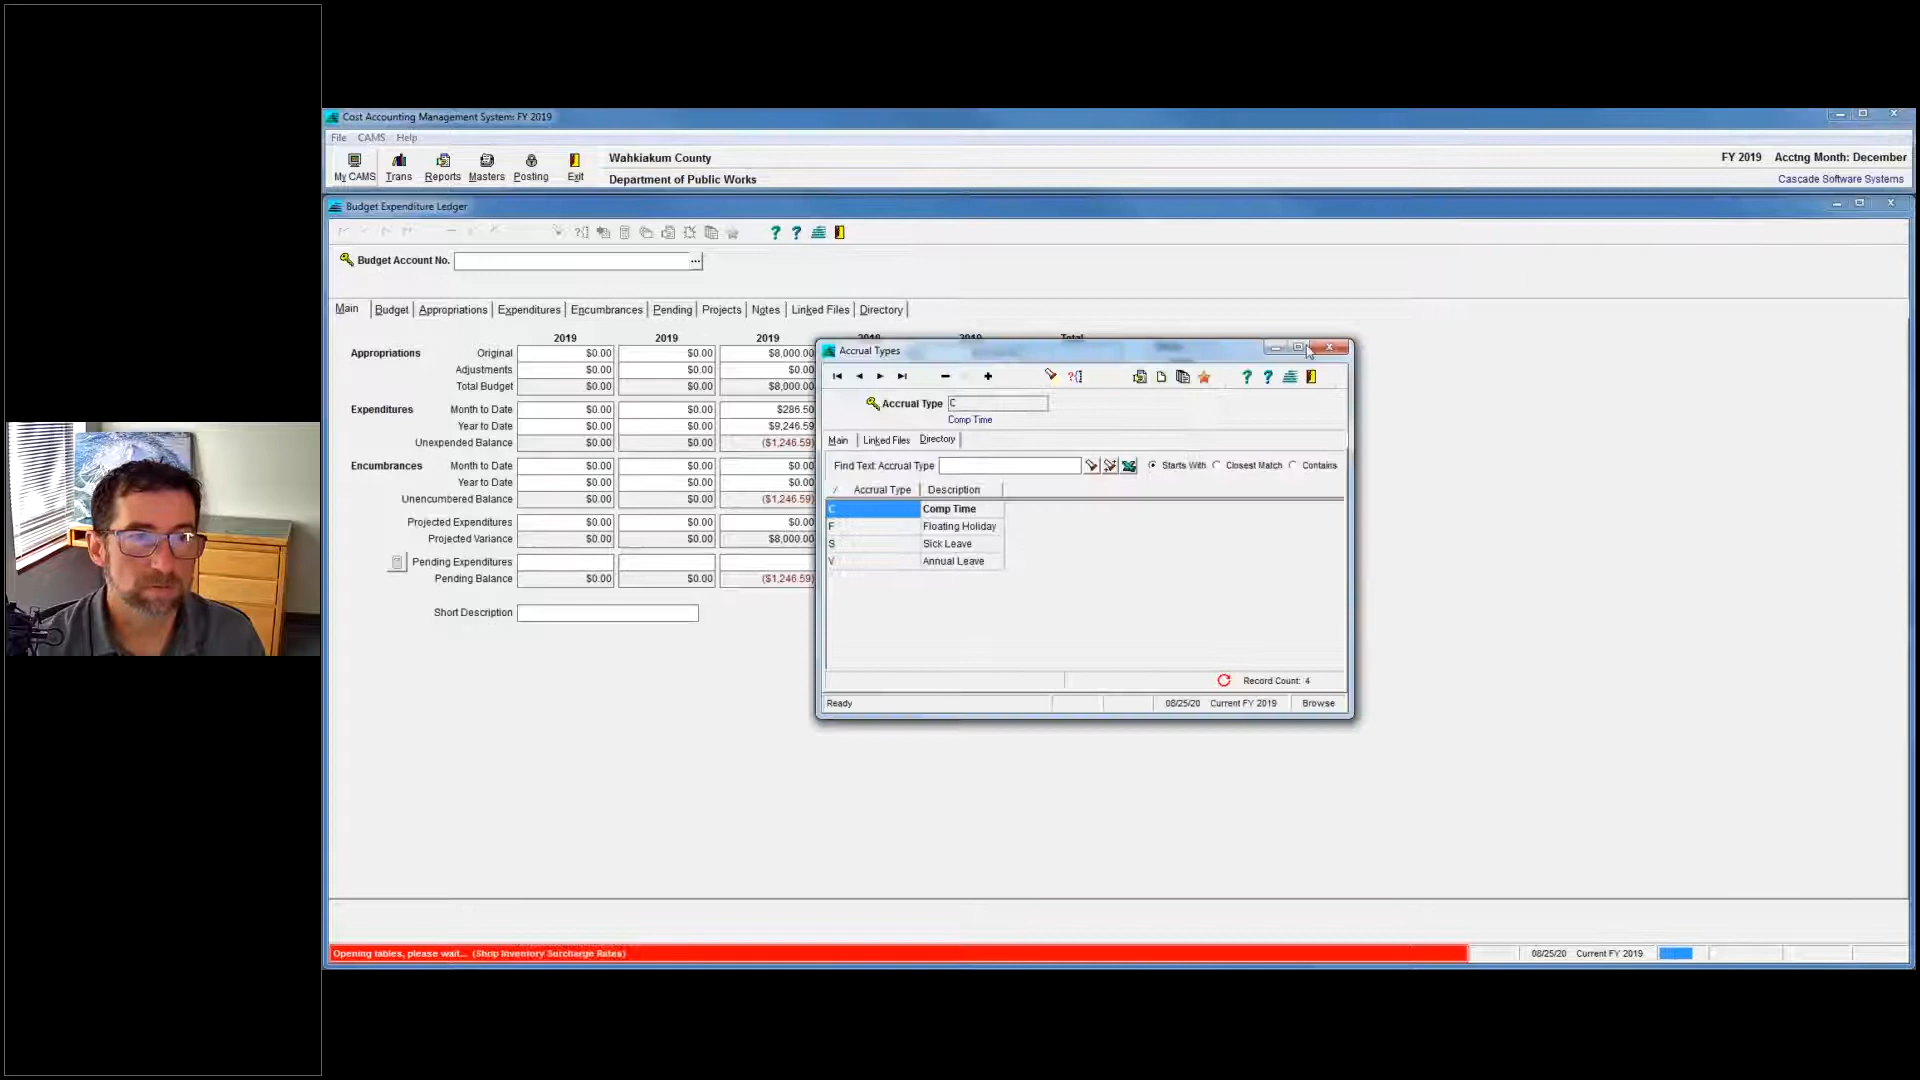 Cost Accounting Management System: FY 2019
File CAMS Help
My CAMS Trans Reports Masters Posting Exit
Wahkiakum County
Department of Public Works
FY 2019 Acctng Month: December
Cascade Software Systems
Budget Expenditure Ledger
Budget Account No.
Main Budget Appropriations Expenditures Encumbrances Pending Projects Notes Linked Files Directory
2019 2019 2019 2019 2019 Total
Appropriations Original $0.00 $0.00 $8,000.00
Adjustments $0.00 $0.00 $0.00
Total Budget $0.00 $0.00 $8,000.00
Expenditures Month to Date $0.00 $0.00 $286.50
Year to Date $0.00 $0.00 $9,246.59
Unexpended Balance $0.00 $0.00 ($1,246.59)
Encumbrances Month to Date $0.00 $0.00 $0.00
Year to Date $0.00 $0.00 $0.00
Unencumbered Balance $0.00 $0.00 ($1,246.59)
Projected Expenditures $0.00 $0.00 $0.00
Projected Variance $0.00 $0.00 $8,000.00
Pending Expenditures
Pending Balance $0.00 $0.00 ($1,246.59)
Short Description
Accrual Types
Accrual Type C
Comp Time
Main Linked Files Directory
Find Text: Accrual Type Starts With Closest Match Contains
Accrual Type Description
C Comp Time
F Floating Holiday
S Sick Leave
V Annual Leave
Record Count: 4
Ready 08/25/20 Current FY 2019 Browse
Opening tables, please wait... (Shop Inventory Surcharge Rates) 08/25/20 Current FY 2019